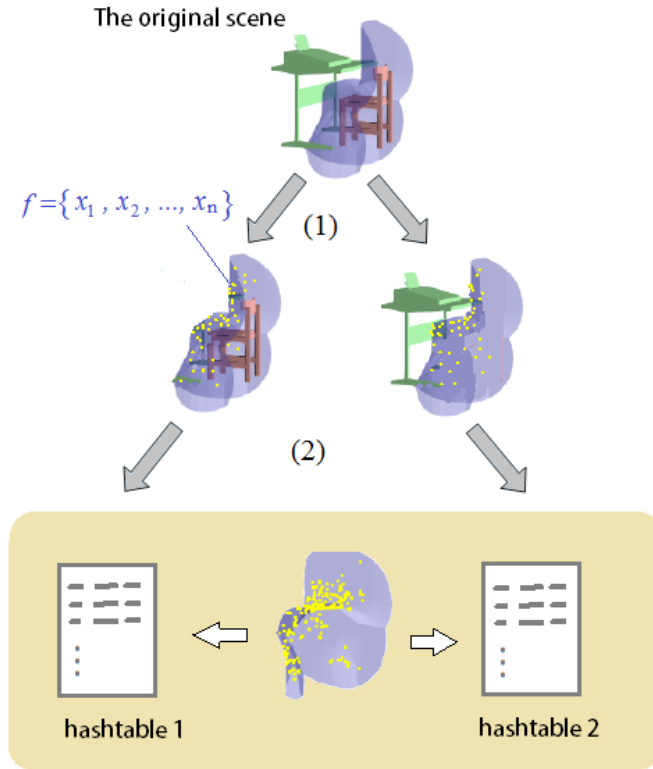 The original scene
f={x₁, x₂, ..., xₙ}
(1)
(2)
hashtable 1
hashtable 2